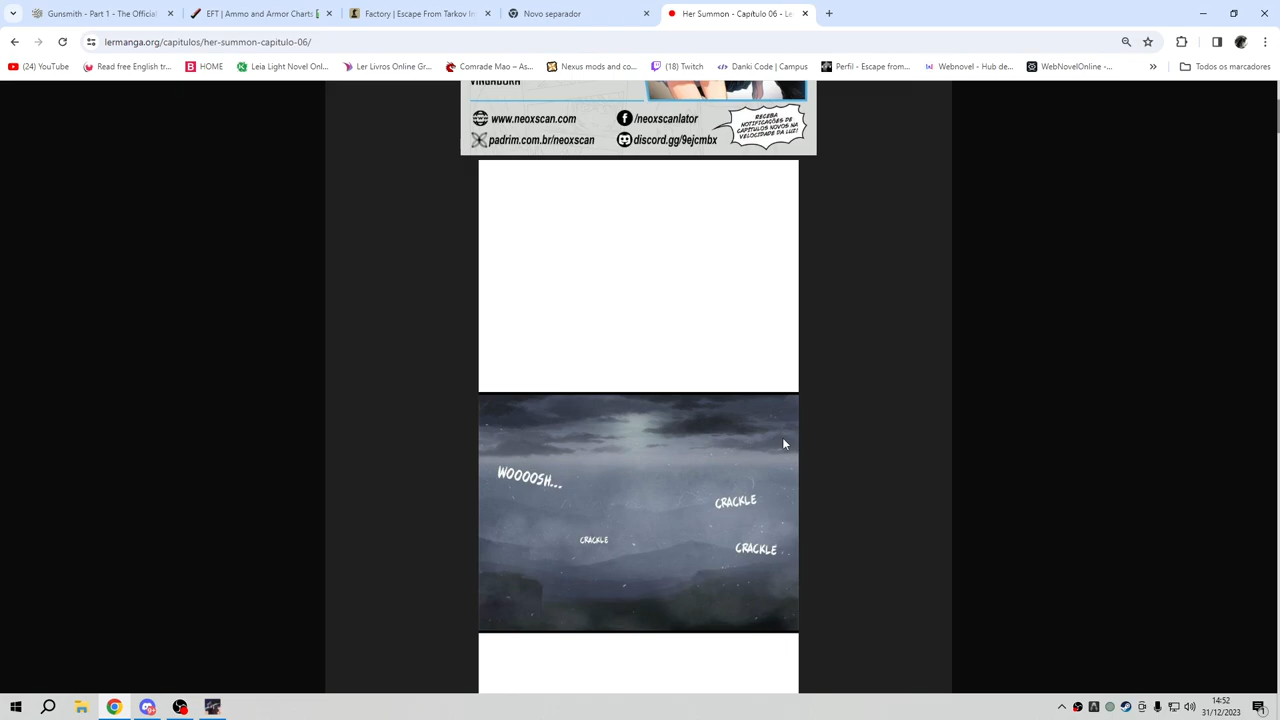 Gunsmith - Part 1 - The Official
EFT | Ammo and Armor Charts
Factory | Escape From Tarkov In
Novo separador
Her Summon - Capítulo 06 - Le
lermanga.org/capitulos/her-summon-capitulo-06/
(24) YouTube
Read free English tr...
HOME
Leia Light Novel Onl...
Ler Livros Online Gr...
Comrade Mao – As...
Nexus mods and co...
(18) Twitch
Danki Code | Campus
Perfil - Escape from...
Webnovel - Hub de...
WebNovelOnline -...
Todos os marcadores
VINGADORA
www.neoxscan.com
/neoxscanlator
padrim.com.br/neoxscan
discord.gg/9ejcmbx
RECEBA
NOTIFICAÇÕES DE
CAPÍTULOS NOVOS NA
VELOCIDADE DA LUZ!
WOOOOSH...
CRACKLE
CRACKLE
CRACKLE
14:52
31/12/2023